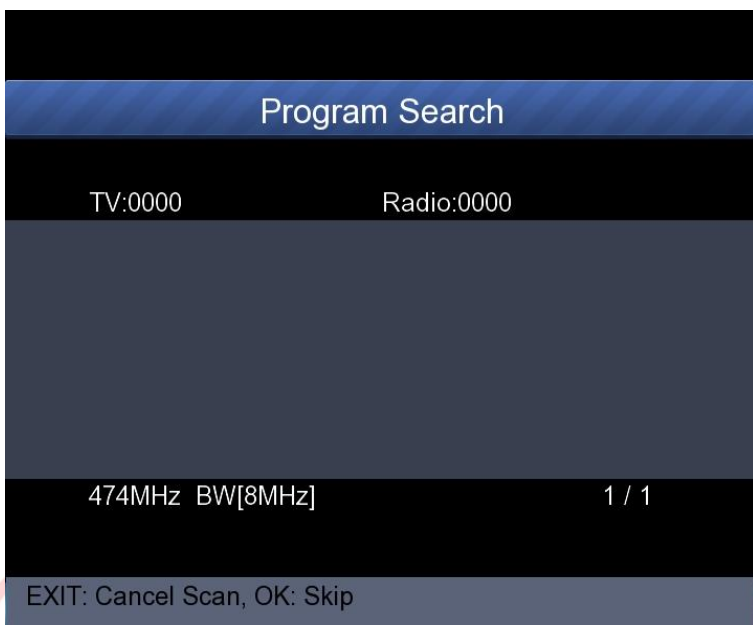 Program Search
TV:0000 Radio:0000
474MHz BW[8MHz] 1 / 1
EXIT: Cancel Scan, OK: Skip